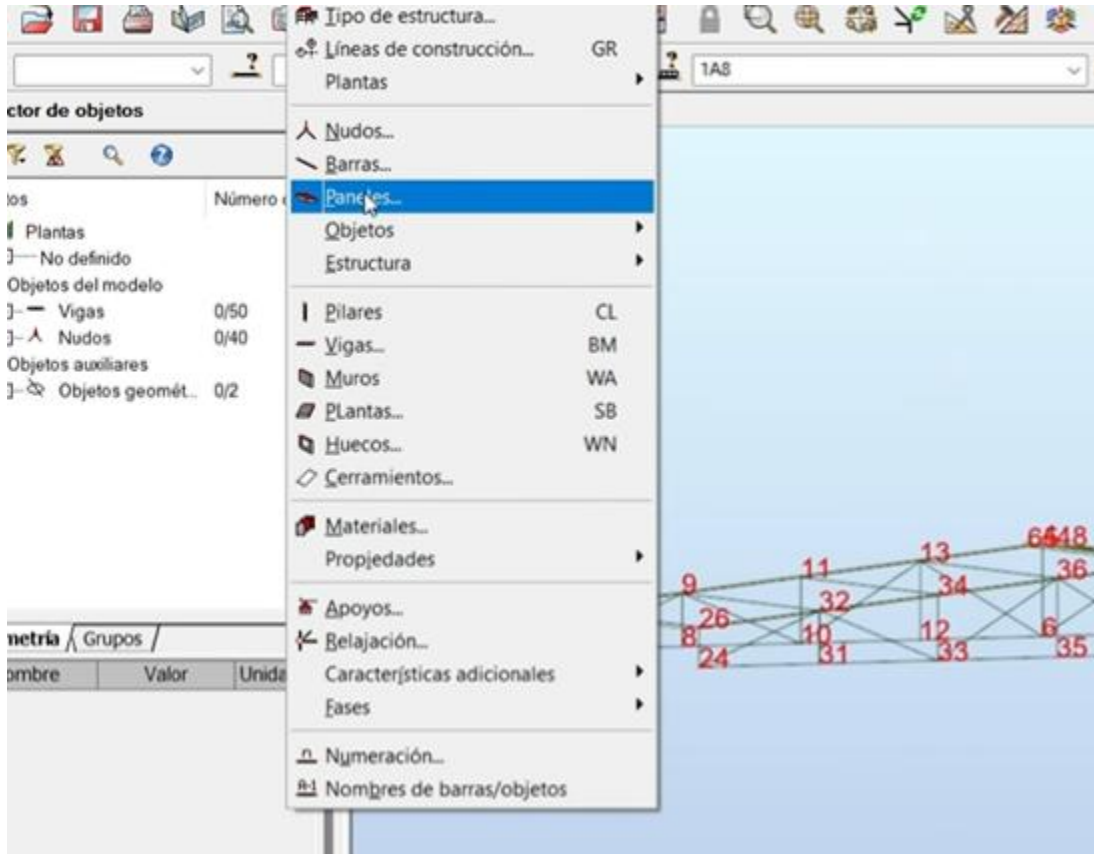 Tipo de estructura...
Líneas de construcción... GR
Plantas
1A8
ctor de objetos
Nudos...
Barras...
Número
Paneles...
Plantas
Objetos
No definido
Estructura
Objetos del modelo
Vigas 0/50
Nudos 0/40
Objetos auxiliares
Objetos geomét.. 0/2
Pilares CL
Vigas... BM
Muros WA
PLantas... SB
Huecos... WN
Cerramientos...
Materiales...
Propiedades
Apoyos...
Relajación...
Características adicionales
Fases
Numeración...
Nombres de barras/objetos
metría Grupos
ombre Valor Unida
9 11 13
26 32 34 36
8 10 12 6
24 31 33 35